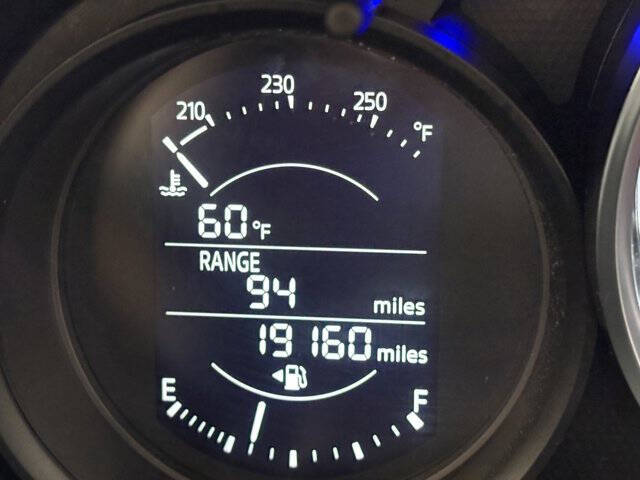 210 230 250 °F
60 °F
RANGE
94 miles
19160 miles
E F